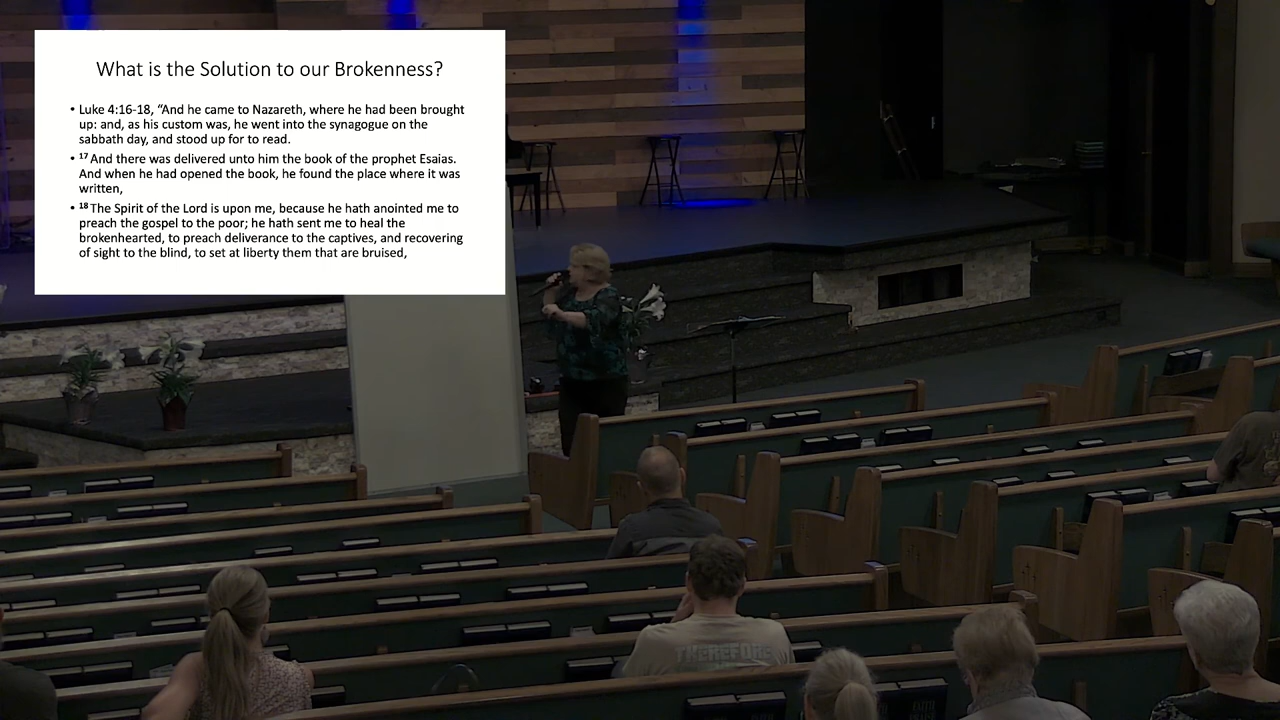 What is the Solution to our Brokenness?
• Luke 4:16-18, “And he came to Nazareth, where he had been brought
up: and, as his custom was, he went into the synagogue on the
sabbath day, and stood up for to read.
• 17 And there was delivered unto him the book of the prophet Esaias.
And when he had opened the book, he found the place where it was
written,
• 18 The Spirit of the Lord is upon me, because he hath anointed me to
preach the gospel to the poor; he hath sent me to heal the
brokenhearted, to preach deliverance to the captives, and recovering
of sight to the blind, to set at liberty them that are bruised,
THEREFORE